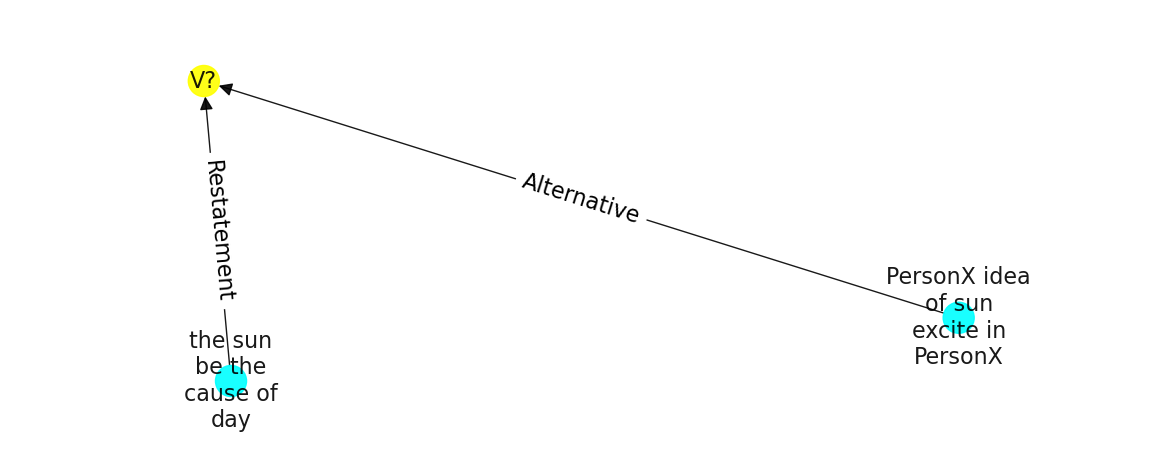 V?
Restatement
Alternative
PersonX idea
of sun
excite in
PersonX
the sun
be the
cause of
day